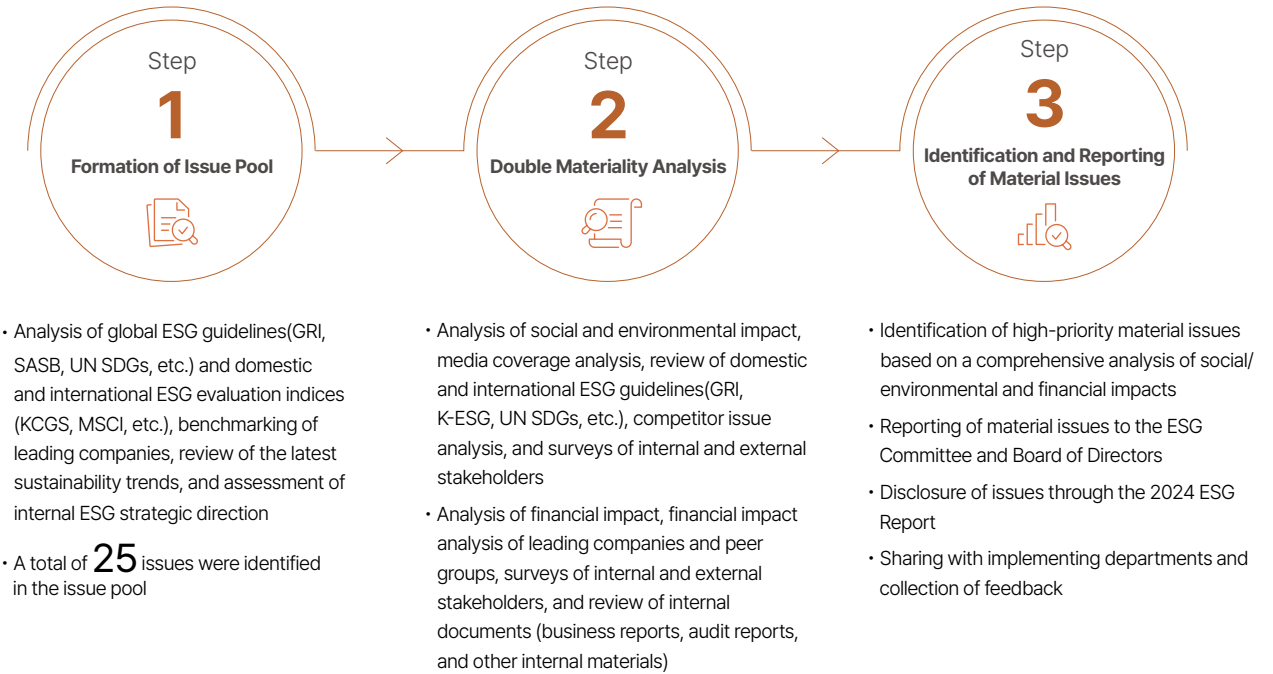 Step
1
Formation of Issue Pool
• Analysis of global ESG guidelines(GRI,
SASB, UN SDGs, etc.) and domestic
and international ESG evaluation indices
(KCGS, MSCI, etc.), benchmarking of
leading companies, review of the latest
sustainability trends, and assessment of
internal ESG strategic direction
• A total of 25 issues were identified
in the issue pool
Step
2
Double Materiality Analysis
• Analysis of social and environmental impact,
media coverage analysis, review of domestic
and international ESG guidelines(GRI,
K-ESG, UN SDGs, etc.), competitor issue
analysis, and surveys of internal and external
stakeholders
• Analysis of financial impact, financial impact
analysis of leading companies and peer
groups, surveys of internal and external
stakeholders, and review of internal
documents (business reports, audit reports,
and other internal materials)
Step
3
Identification and Reporting
of Material Issues
• Identification of high-priority material issues
based on a comprehensive analysis of social/
environmental and financial impacts
• Reporting of material issues to the ESG
Committee and Board of Directors
• Disclosure of issues through the 2024 ESG
Report
• Sharing with implementing departments and
collection of feedback